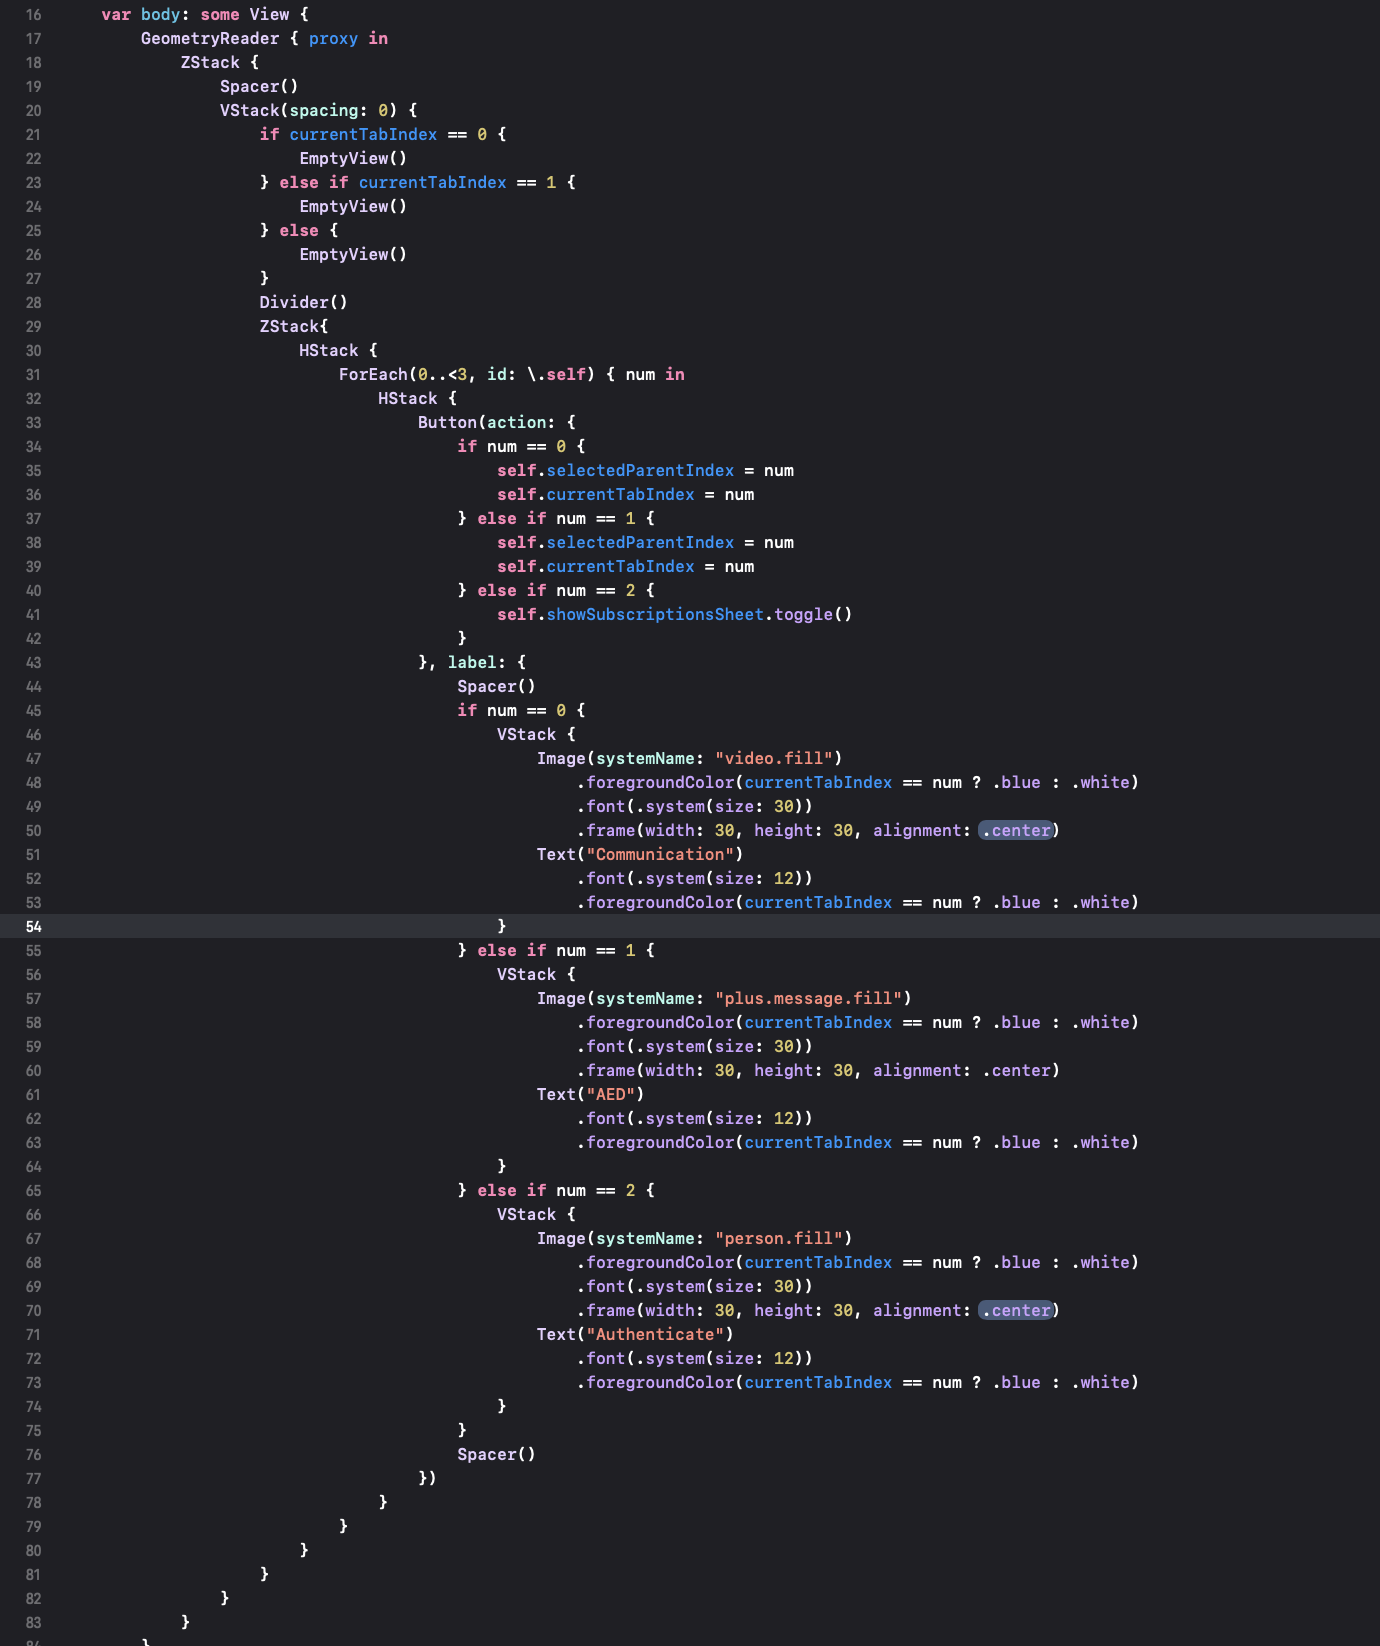 16 var body: some View {
17 GeometryReader { proxy in
18 ZStack {
19 Spacer()
20 VStack(spacing: 0) {
21 if currentTabIndex == 0 {
22 EmptyView()
23 } else if currentTabIndex == 1 {
24 EmptyView()
25 } else {
26 EmptyView()
27 }
28 Divider()
29 ZStack{
30 HStack {
31 ForEach(0..<3, id: \.self) { num in
32 HStack {
33 Button(action: {
34 if num == 0 {
35 self.selectedParentIndex = num
36 self.currentTabIndex = num
37 } else if num == 1 {
38 self.selectedParentIndex = num
39 self.currentTabIndex = num
40 } else if num == 2 {
41 self.showSubscriptionsSheet.toggle()
42 }
43 }, label: {
44 Spacer()
45 if num == 0 {
46 VStack {
47 Image(systemName: "video.fill")
48 .foregroundColor(currentTabIndex == num ? .blue : .white)
49 .font(.system(size: 30))
50 .frame(width: 30, height: 30, alignment: .center)
51 Text("Communication")
52 .font(.system(size: 12))
53 .foregroundColor(currentTabIndex == num ? .blue : .white)
54 }
55 } else if num == 1 {
56 VStack {
57 Image(systemName: "plus.message.fill")
58 .foregroundColor(currentTabIndex == num ? .blue : .white)
59 .font(.system(size: 30))
60 .frame(width: 30, height: 30, alignment: .center)
61 Text("AED")
62 .font(.system(size: 12))
63 .foregroundColor(currentTabIndex == num ? .blue : .white)
64 }
65 } else if num == 2 {
66 VStack {
67 Image(systemName: "person.fill")
68 .foregroundColor(currentTabIndex == num ? .blue : .white)
69 .font(.system(size: 30))
70 .frame(width: 30, height: 30, alignment: .center)
71 Text("Authenticate")
72 .font(.system(size: 12))
73 .foregroundColor(currentTabIndex == num ? .blue : .white)
74 }
75 }
76 Spacer()
77 })
78 }
79 }
80 }
81 }
82 }
83 }
84 }